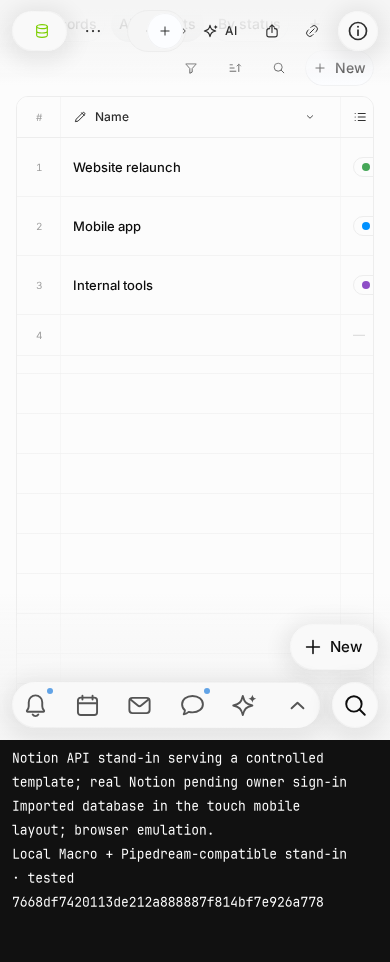 AI
By status
New
#
Name
1
Website relaunch
2
Mobile app
3
Internal tools
4
—
New
Notion API stand-in serving a controlled
template; real Notion pending owner sign-in
Imported database in the touch mobile
layout; browser emulation.
Local Macro + Pipedream-compatible stand-in
· tested
7668df7420113de212a888887f814bf7e926a778